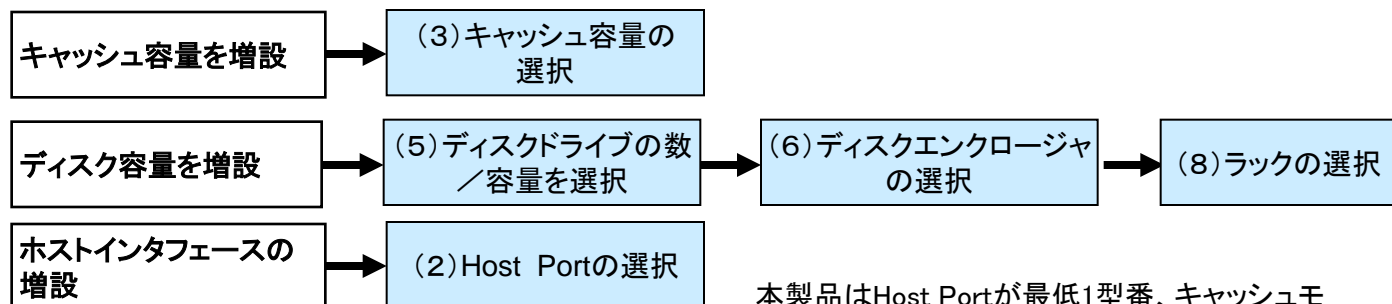 キャッシュ容量を増設
（３）キャッシュ容量の
選択
ディスク容量を増設
（５）ディスクドライブの数
／容量を選択
（６）ディスクエンクロージャ
の選択
（８）ラックの選択
ホストインタフェースの
増設
（２）Host Portの選択
本製品はHost Portが最低1型番、キャッシュモ